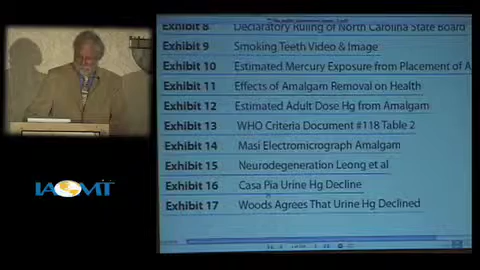 Exhibit 8 Declaratory Ruling of North Carolina State Board
Exhibit 9 Smoking Teeth Video & Image
Exhibit 10 Estimated Mercury Exposure from Placement of A
Exhibit 11 Effects of Amalgam Removal on Health
Exhibit 12 Estimated Adult Dose Hg from Amalgam
Exhibit 13 WHO Criteria Document #118 Table 2
Exhibit 14 Masi Electromicrograph Amalgam
Exhibit 15 Neurodegeneration Leong et al
Exhibit 16 Casa Pia Urine Hg Decline
Exhibit 17 Woods Agrees That Urine Hg Declined
IAOMT